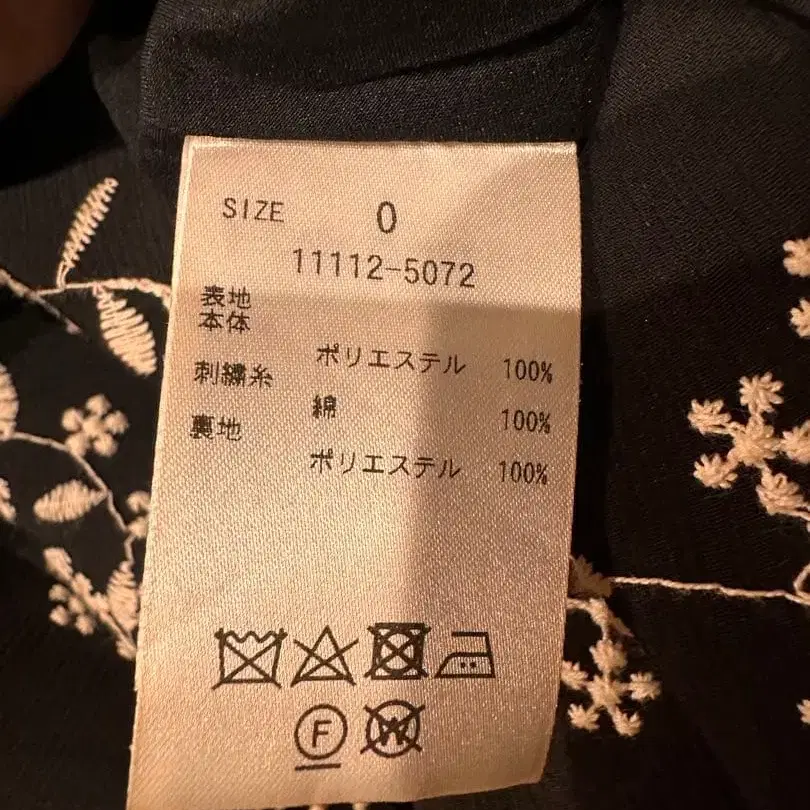 SIZE 0
11112-5072
表地
本体
ポリエステル 100%
刺繍糸
綿 100%
裏地
ポリエステル 100%
F W